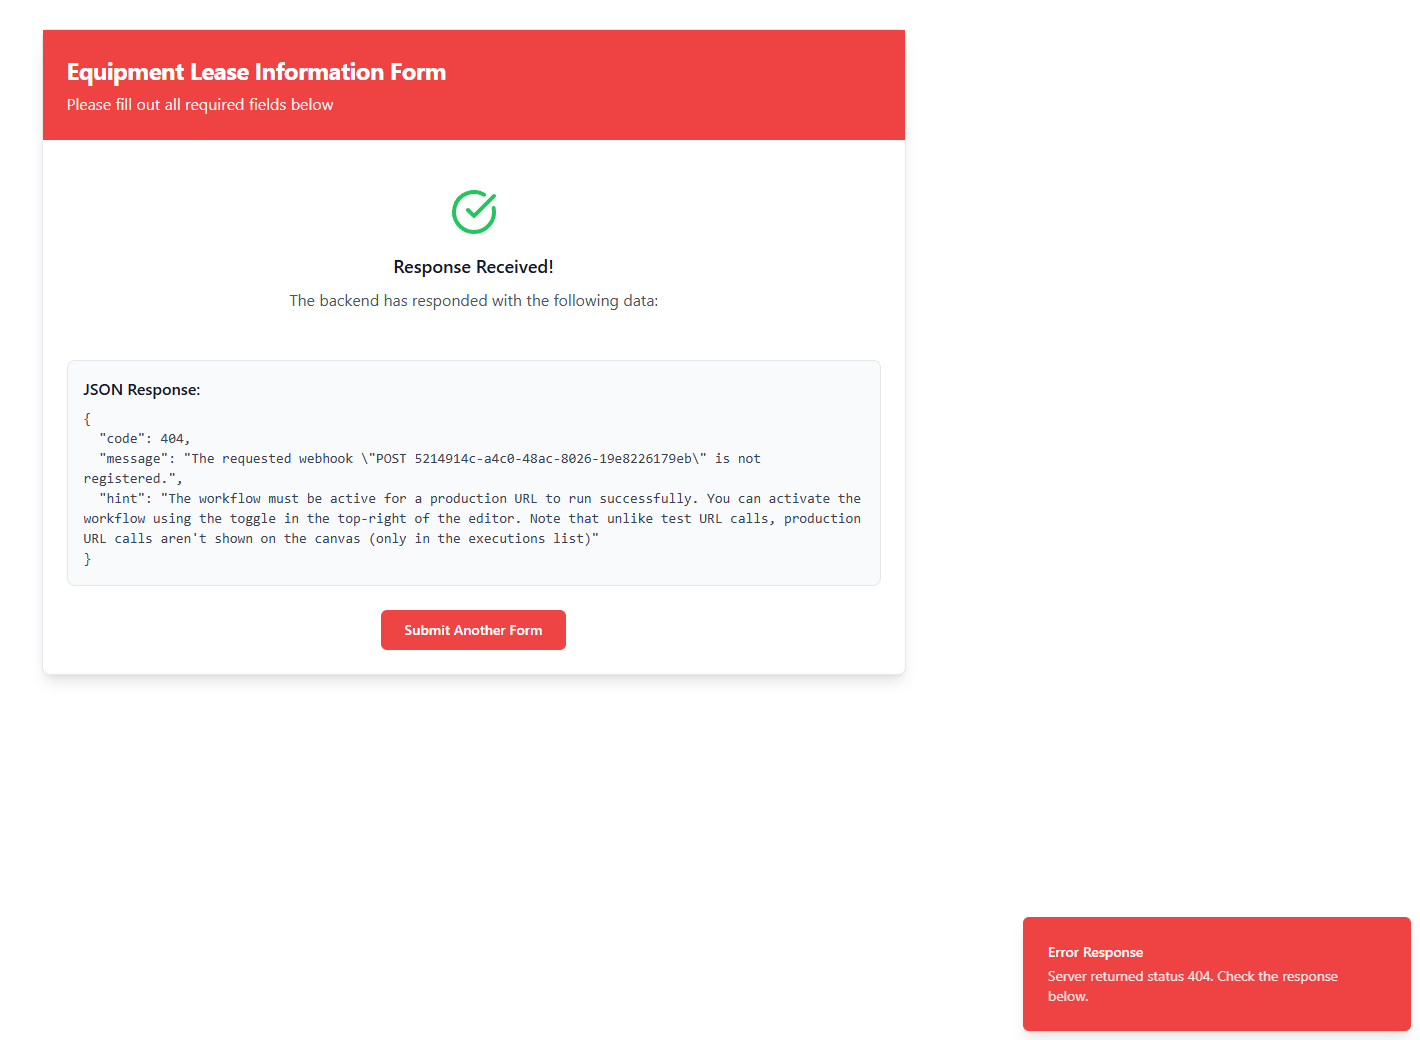 Equipment Lease Information Form
Please fill out all required fields below
Response Received!
The backend has responded with the following data:
JSON Response:
{
  "code": 404,
  "message": "The requested webhook \"POST 5214914c-a4c0-48ac-8026-19e8226179eb\" is not
registered.",
  "hint": "The workflow must be active for a production URL to run successfully. You can activate the
workflow using the toggle in the top-right of the editor. Note that unlike test URL calls, production
URL calls aren't shown on the canvas (only in the executions list)"
}
Submit Another Form
Error Response
Server returned status 404. Check the response
below.